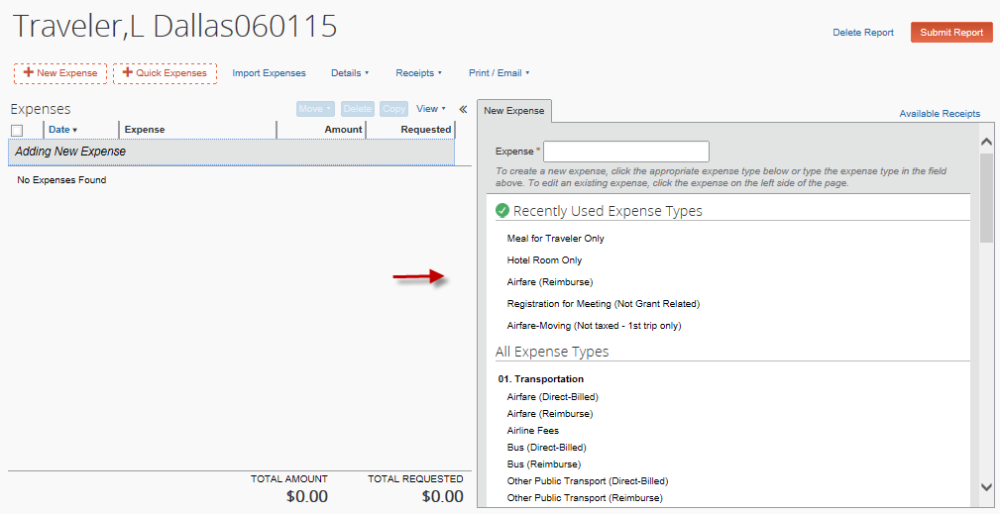 Traveler,L Dallas060115
Delete Report
Submit Report
+ New Expense
+ Quick Expenses
Import Expenses
Details ▾
Receipts ▾
Print / Email ▾
Expenses
Move ▾
Delete
Copy
View ▾
«
Date ▾
Expense
Amount
Requested
Adding New Expense
No Expenses Found
TOTAL AMOUNT
$0.00
TOTAL REQUESTED
$0.00
New Expense
Available Receipts
Expense *
To create a new expense, click the appropriate expense type below or type the expense type in the field
above. To edit an existing expense, click the expense on the left side of the page.
Recently Used Expense Types
Meal for Traveler Only
Hotel Room Only
Airfare (Reimburse)
Registration for Meeting (Not Grant Related)
Airfare-Moving (Not taxed - 1st trip only)
All Expense Types
01. Transportation
Airfare (Direct-Billed)
Airfare (Reimburse)
Airline Fees
Bus (Direct-Billed)
Bus (Reimburse)
Other Public Transport (Direct-Billed)
Other Public Transport (Reimburse)